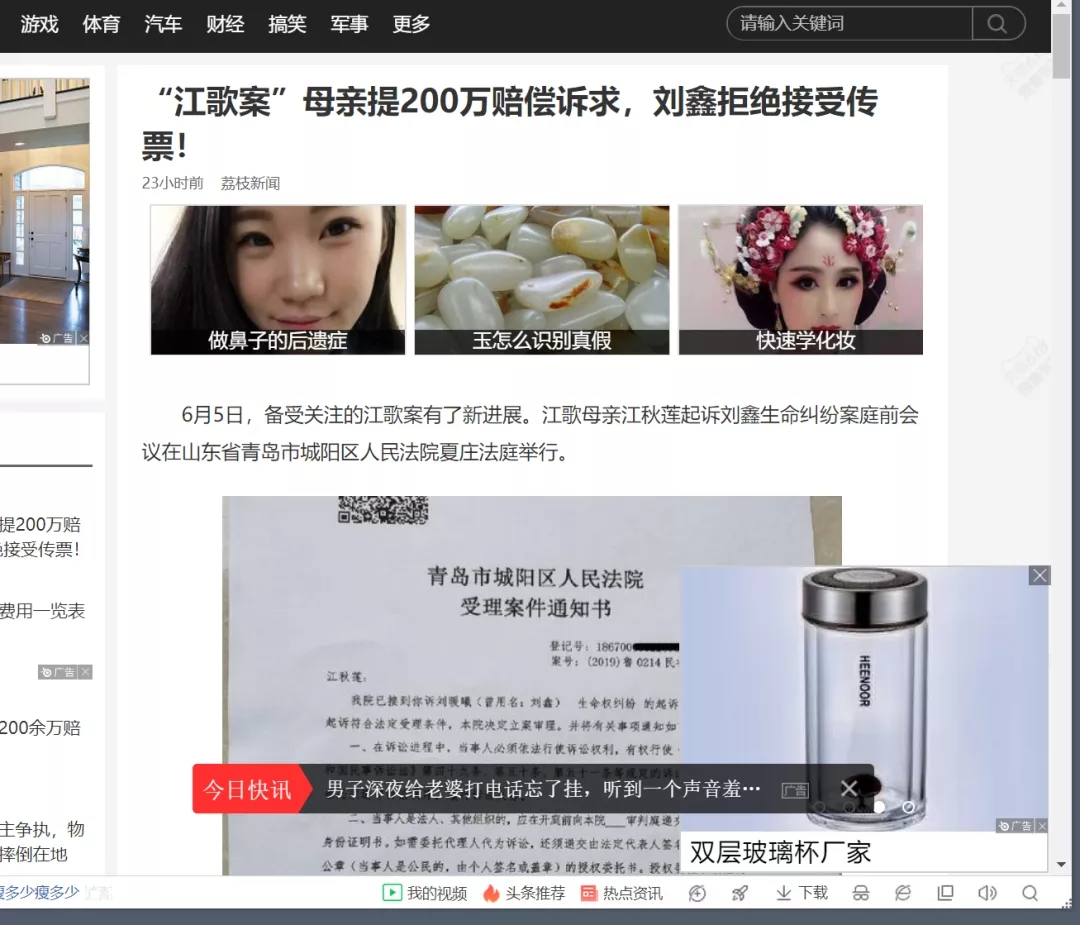 游戏 体育 汽车 财经 搞笑 军事 更多
请输入关键词
“江歌案”母亲提200万赔偿诉求，刘鑫拒绝接受传
票！
23小时前 荔枝新闻
做鼻子的后遗症
玉怎么识别真假
快速学化妆
广告
6月5日，备受关注的江歌案有了新进展。江歌母亲江秋莲起诉刘鑫生命纠纷案庭前会
议在山东省青岛市城阳区人民法院夏庄法庭举行。
提200万赔
接受传票！
费用一览表
广告
200余万赔
主争执，物
摔倒在地
青岛市城阳区人民法院
受理案件通知书
登记号：186700
案号：(2019)鲁 0214 民
江秋莲：
我院已接到你诉刘暖曦（曾用名：刘鑫） 生命权纠纷 的起诉
起诉符合法定受理条件，本院决定立案审理。并将有关事项通知如
一、在诉讼进程中，当事人必须依法行使诉讼权利，有权行使
二、当事人是法人、其他组织的，应在开庭前向本院___审判庭递交
身份证明书。如需委托代理人代为诉讼，还须递交由法定代表人签名
公章（当事人是公民的，由个人签名或盖章）的授权委托书。授权
HEENOOR
今日快讯
男子深夜给老婆打电话忘了挂，听到一个声音羞…
广告
广告
双层玻璃杯厂家
多少瘦多少
我的视频 头条推荐 热点资讯 下载